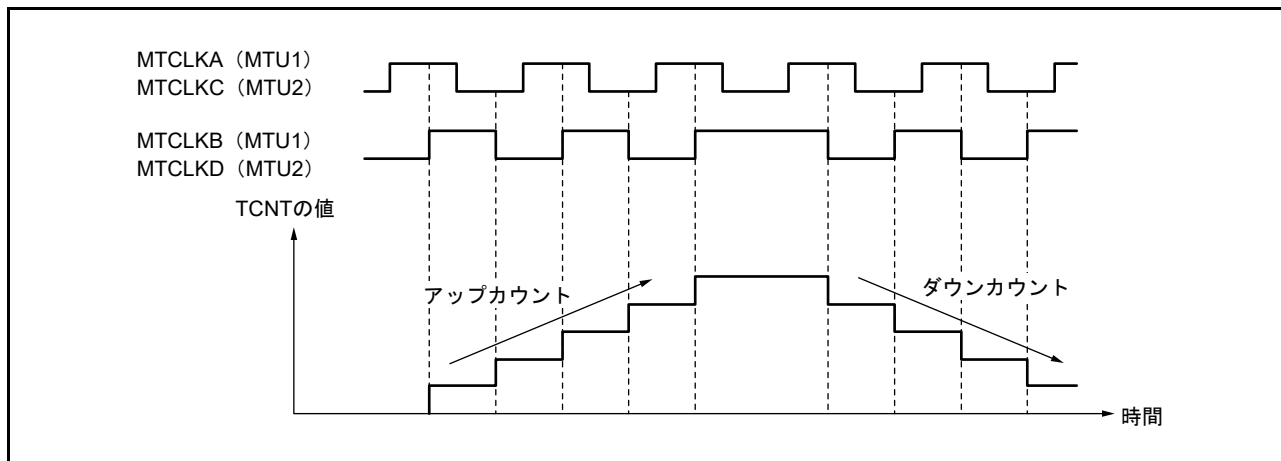 MTCLKA（MTU1）
MTCLKC（MTU2）
MTCLKB（MTU1）
MTCLKD（MTU2）
TCNTの値
アップカウント
ダウンカウント
時間